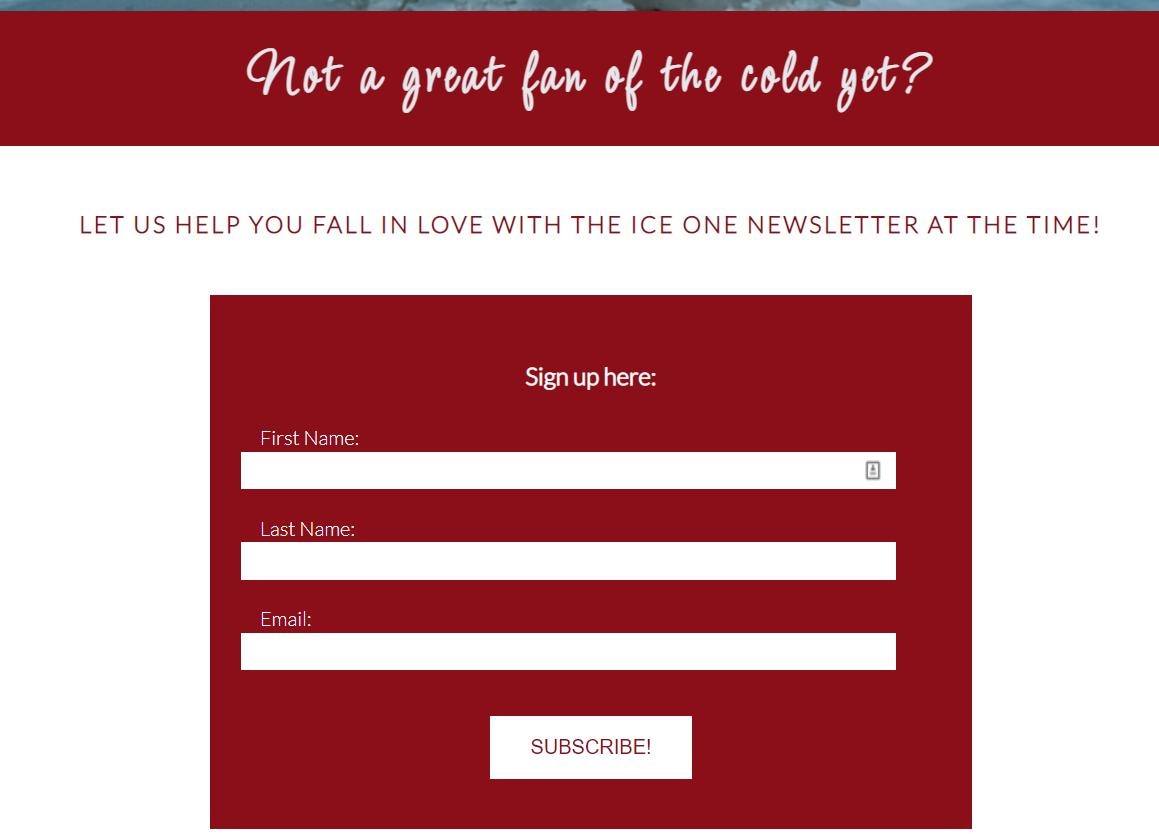 Not a great fan of the cold yet?
LET US HELP YOU FALL IN LOVE WITH THE ICE ONE NEWSLETTER AT THE TIME!
Sign up here:
First Name:
Last Name:
Email:
SUBSCRIBE!